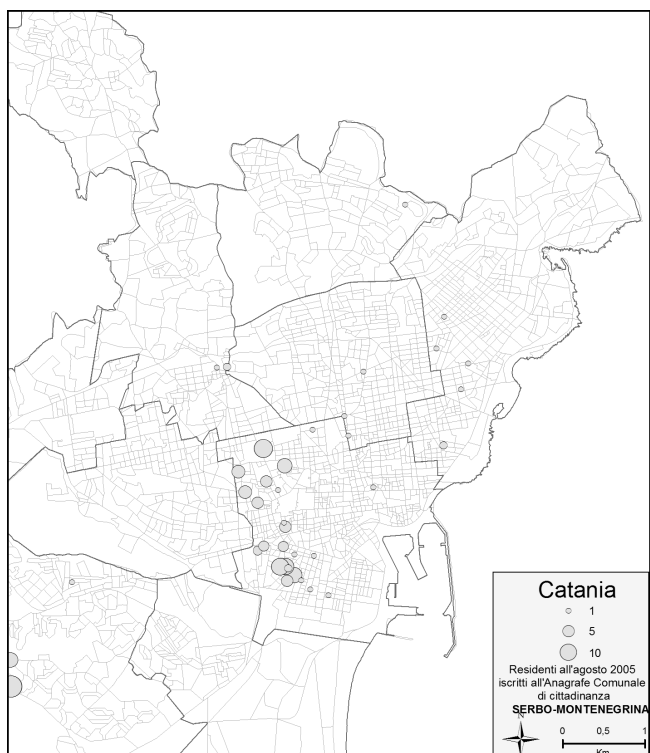 Catania
1
5
10
Residenti all'agosto 2005
iscritti all'Anagrafe Comunale
di cittadinanza
SERBO-MONTENEGRINA
N
0 0,5 1
Km